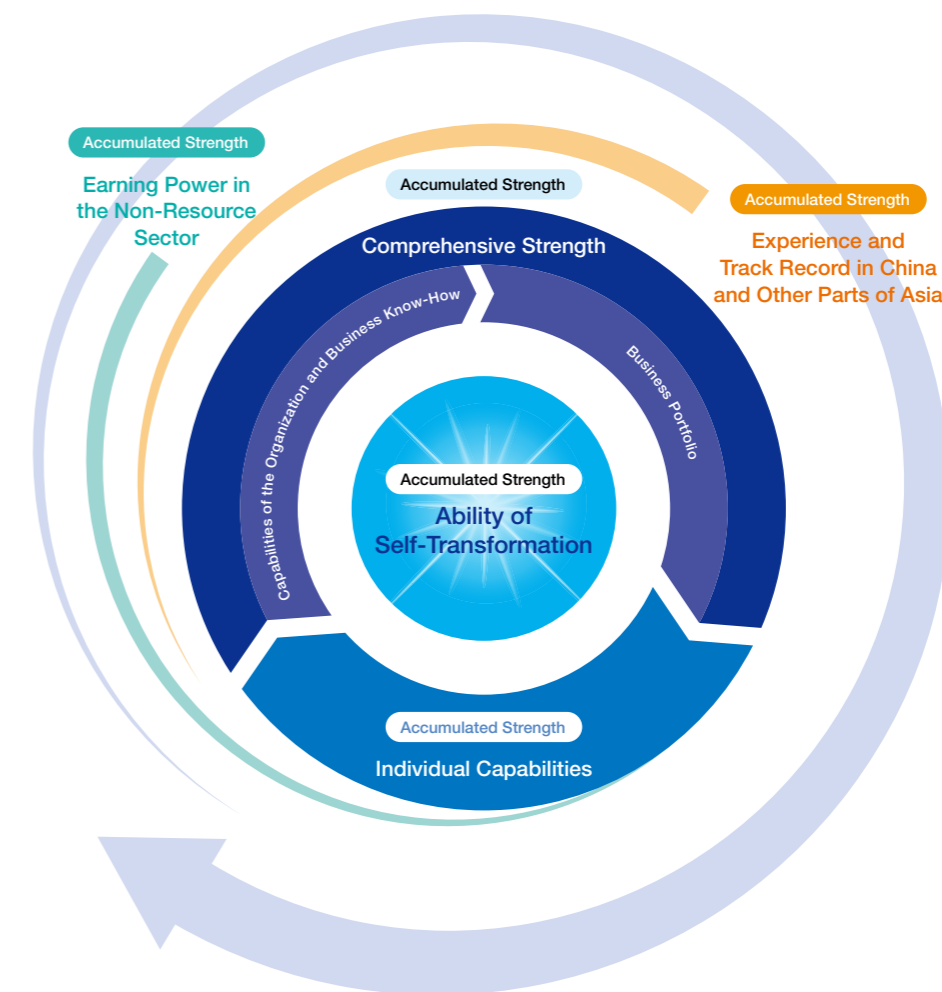 Accumulated Strength
Earning Power in
the Non-Resource
Sector
Accumulated Strength
Comprehensive Strength
Accumulated Strength
Experience and
Track Record in China
and Other Parts of Asia
Capabilities of the Organization and Business Know-How
Business Portfolio
Accumulated Strength
Ability of
Self-Transformation
Accumulated Strength
Individual Capabilities